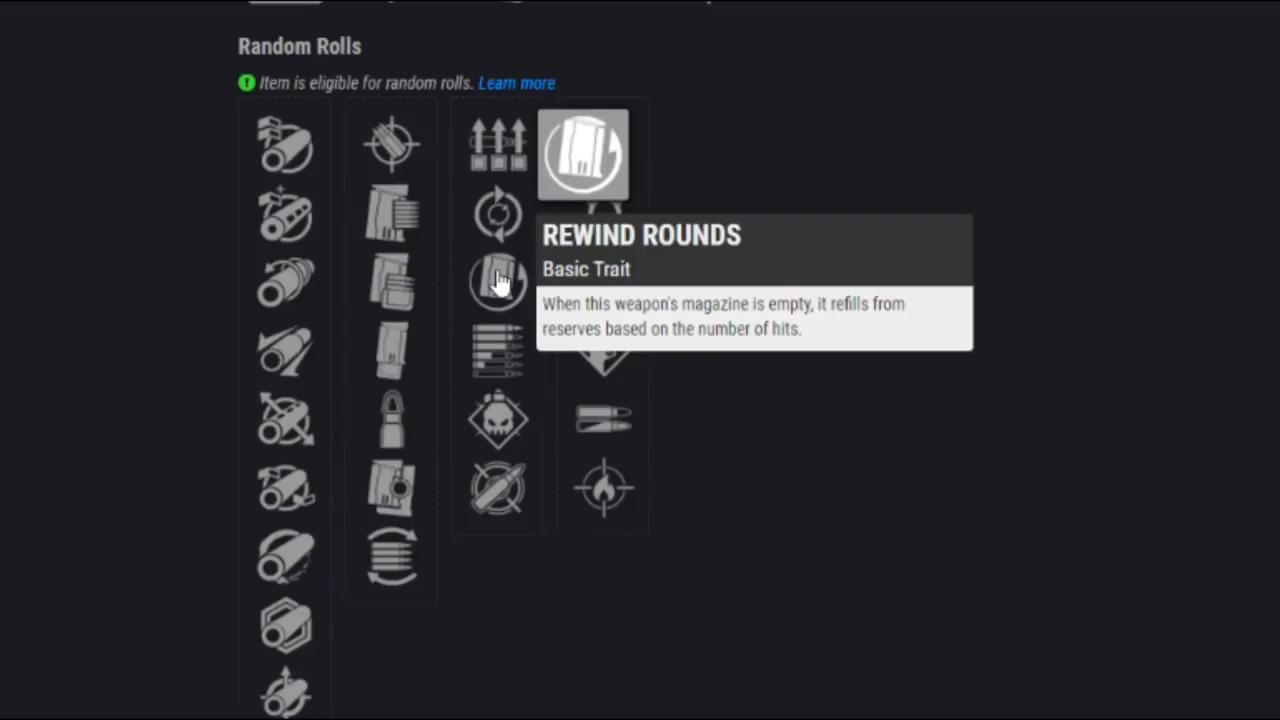 Random Rolls
Item is eligible for random rolls. Learn more
REWIND ROUNDS
Basic Trait
When this weapon's magazine is empty, it refills from
reserves based on the number of hits.